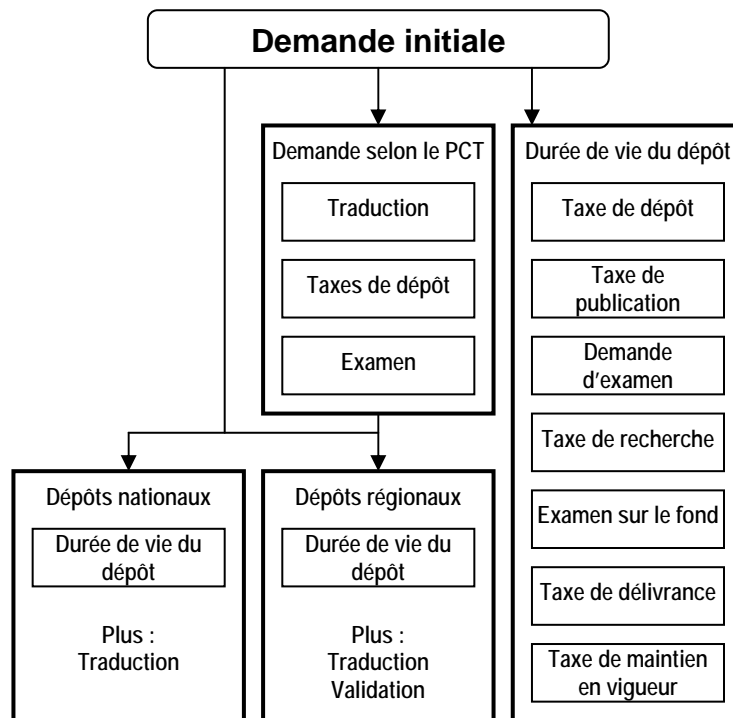 Demande initiale
Demande selon le PCT
Traduction
Taxes de dépôt
Examen
Durée de vie du dépôt
Taxe de dépôt
Taxe de
publication
Demande
d'examen
Taxe de recherche
Examen sur le fond
Taxe de délivrance
Taxe de maintien
en vigueur
Dépôts nationaux
Durée de vie du
dépôt
Plus :
Traduction
Dépôts régionaux
Durée de vie du
dépôt
Plus :
Traduction
Validation